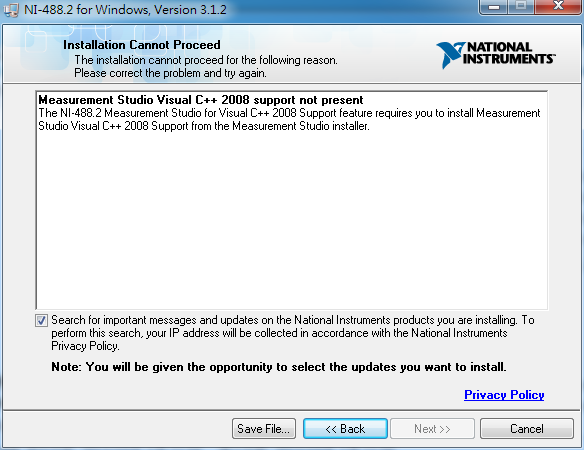 NI-488.2 for Windows, Version 3.1.2
Installation Cannot Proceed
The installation cannot proceed for the following reason.
Please correct the problem and try again.
NATIONAL
INSTRUMENTS™
Measurement Studio Visual C++ 2008 support not present
The NI-488.2 Measurement Studio for Visual C++ 2008 Support feature requires you to install Measurement
Studio Visual C++ 2008 Support from the Measurement Studio installer.
Search for important messages and updates on the National Instruments products you are installing. To
perform this search, your IP address will be collected in accordance with the National Instruments
Privacy Policy.
Note: You will be given the opportunity to select the updates you want to install.
Privacy Policy
Save File...
<< Back
Next >>
Cancel